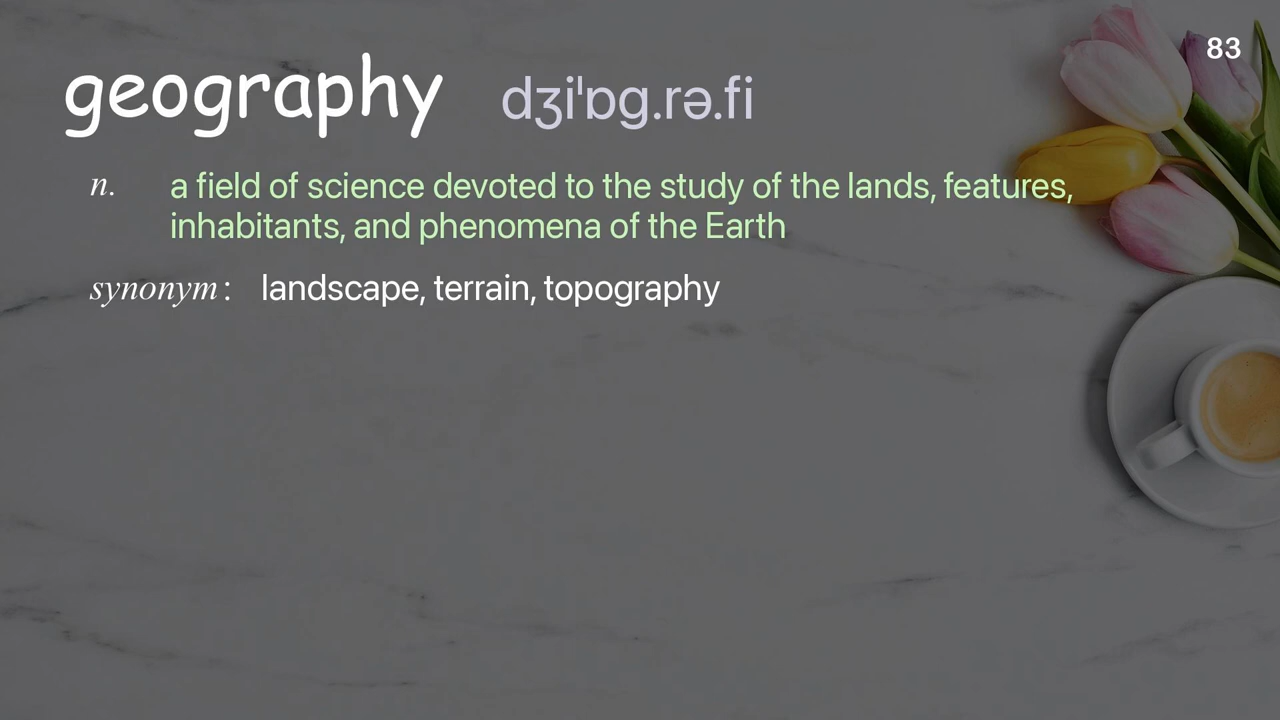 83
geography dʒiˈɒg.rə.fi
n. a field of science devoted to the study of the lands, features,
inhabitants, and phenomena of the Earth
synonym: landscape, terrain, topography